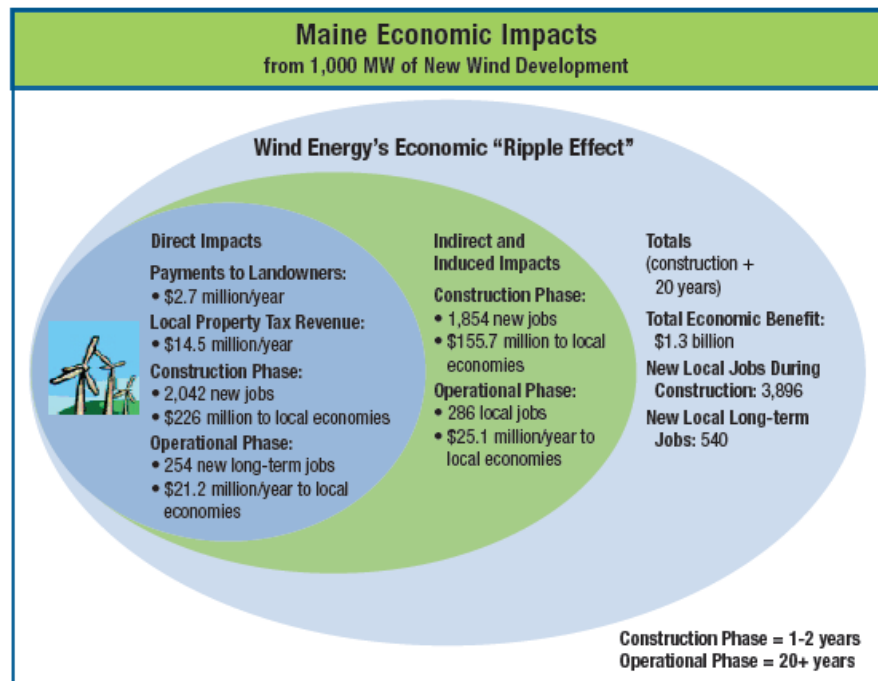 Maine Economic Impacts
from 1,000 MW of New Wind Development
Wind Energy's Economic “Ripple Effect”
Direct Impacts
Payments to Landowners:
• $2.7 million/year
Local Property Tax Revenue:
• $14.5 million/year
Construction Phase:
• 2,042 new jobs
• $226 million to local economies
Operational Phase:
• 254 new long-term jobs
• $21.2 million/year to local
economies
Indirect and
Induced Impacts
Construction Phase:
• 1,854 new jobs
• $155.7 million to local
economies
Operational Phase:
• 286 local jobs
• $25.1 million/year to
local economies
Totals
(construction +
20 years)
Total Economic Benefit:
$1.3 billion
New Local Jobs During
Construction: 3,896
New Local Long-term
Jobs: 540
Construction Phase = 1-2 years
Operational Phase = 20+ years